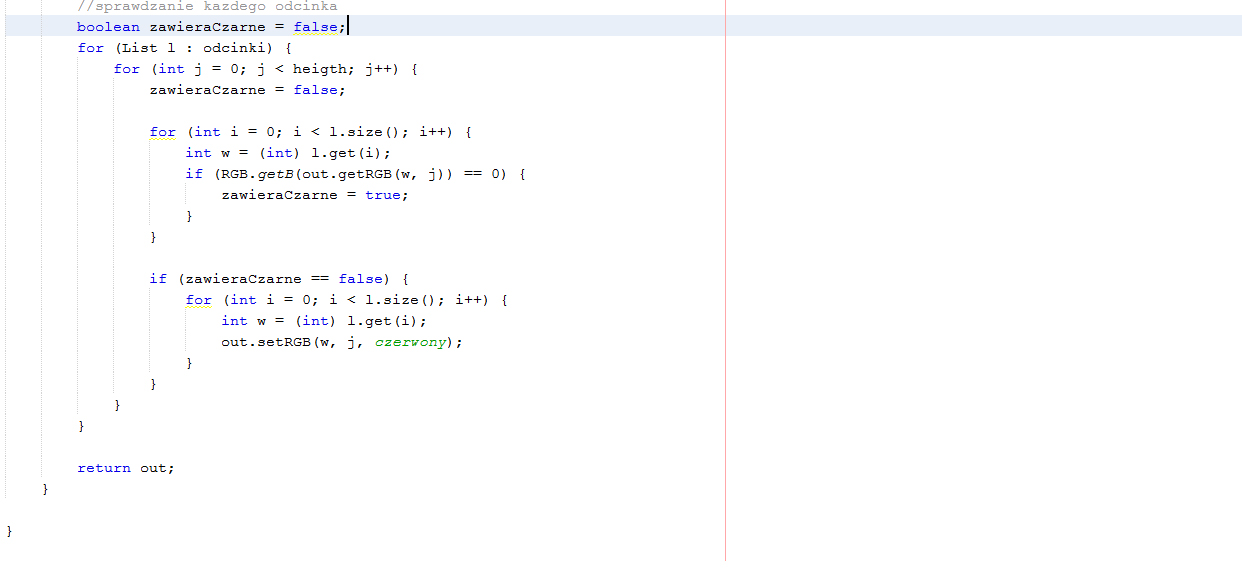 //sprawdzanie kazdego odcinka
boolean zawieraCzarne = false;
for (List l : odcinki) {
for (int j = 0; j < heigth; j++) {
zawieraCzarne = false;
for (int i = 0; i < l.size(); i++) {
int w = (int) l.get(i);
if (RGB.getB(out.getRGB(w, j)) == 0) {
zawieraCzarne = true;
}
}
if (zawieraCzarne == false) {
for (int i = 0; i < l.size(); i++) {
int w = (int) l.get(i);
out.setRGB(w, j, czerwony);
}
}
}
}
return out;
}
}